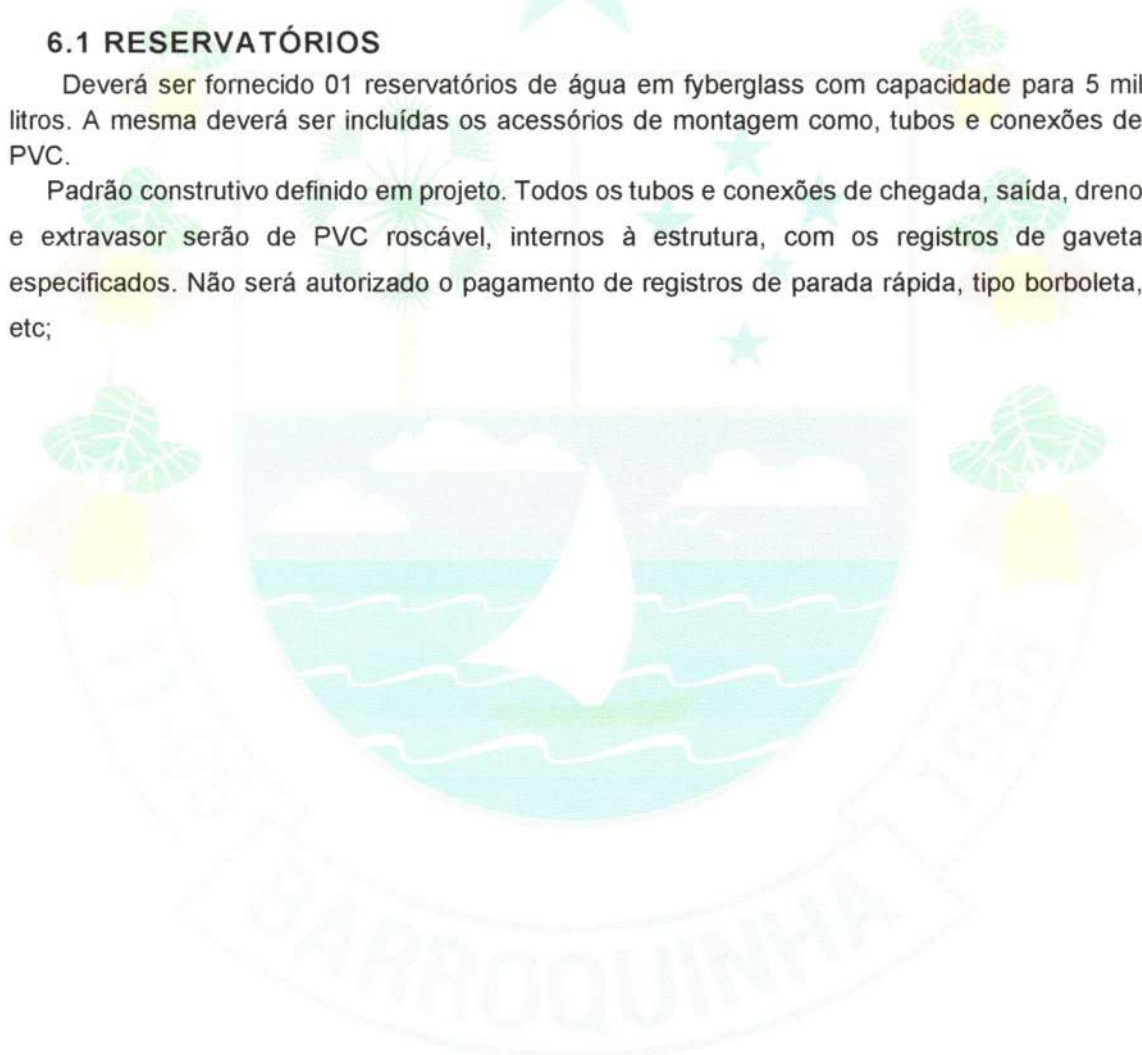 6.1 RESERVATÓRIOS
Deverá ser fornecido 01 reservatórios de água em fyberglass com capacidade para 5 mil
litros. A mesma deverá ser incluídas os acessórios de montagem como, tubos e conexões de
PVC.
Padrão construtivo definido em projeto. Todos os tubos e conexões de chegada, saída, dreno
e extravasor serão de PVC roscável, internos à estrutura, com os registros de gaveta
especificados. Não será autorizado o pagamento de registros de parada rápida, tipo borboleta,
etc;
11-05
1988
BARROQUINHA